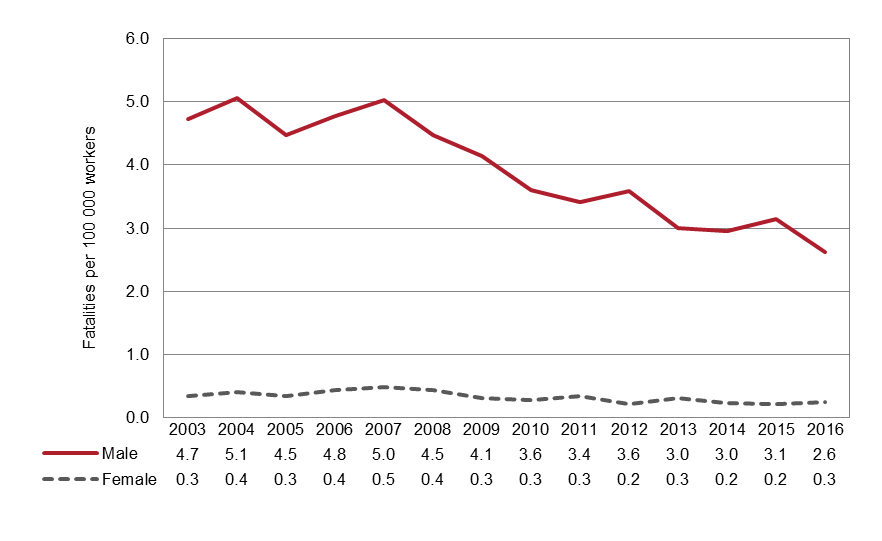 6.0
5.0
4.0
3.0
2.0
1.0
0.0
Fatalities per 100 000 workers
2003 2004 2005 2006 2007 2008 2009 2010 2011 2012 2013 2014 2015 2016
Male 4.7 5.1 4.5 4.8 5.0 4.5 4.1 3.6 3.4 3.6 3.0 3.0 3.1 2.6
Female 0.3 0.4 0.3 0.4 0.5 0.4 0.3 0.3 0.3 0.2 0.3 0.2 0.2 0.3